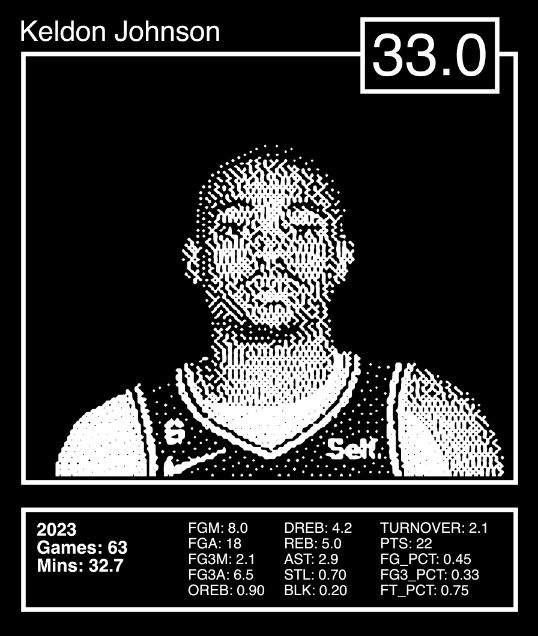 Keldon Johnson
33.0
6
Self.
2023
Games: 63
Mins: 32.7
FGM: 8.0
FGA: 18
FG3M: 2.1
FG3A: 6.5
OREB: 0.90
DREB: 4.2
REB: 5.0
AST: 2.9
STL: 0.70
BLK: 0.20
TURNOVER: 2.1
PTS: 22
FG_PCT: 0.45
FG3_PCT: 0.33
FT_PCT: 0.75